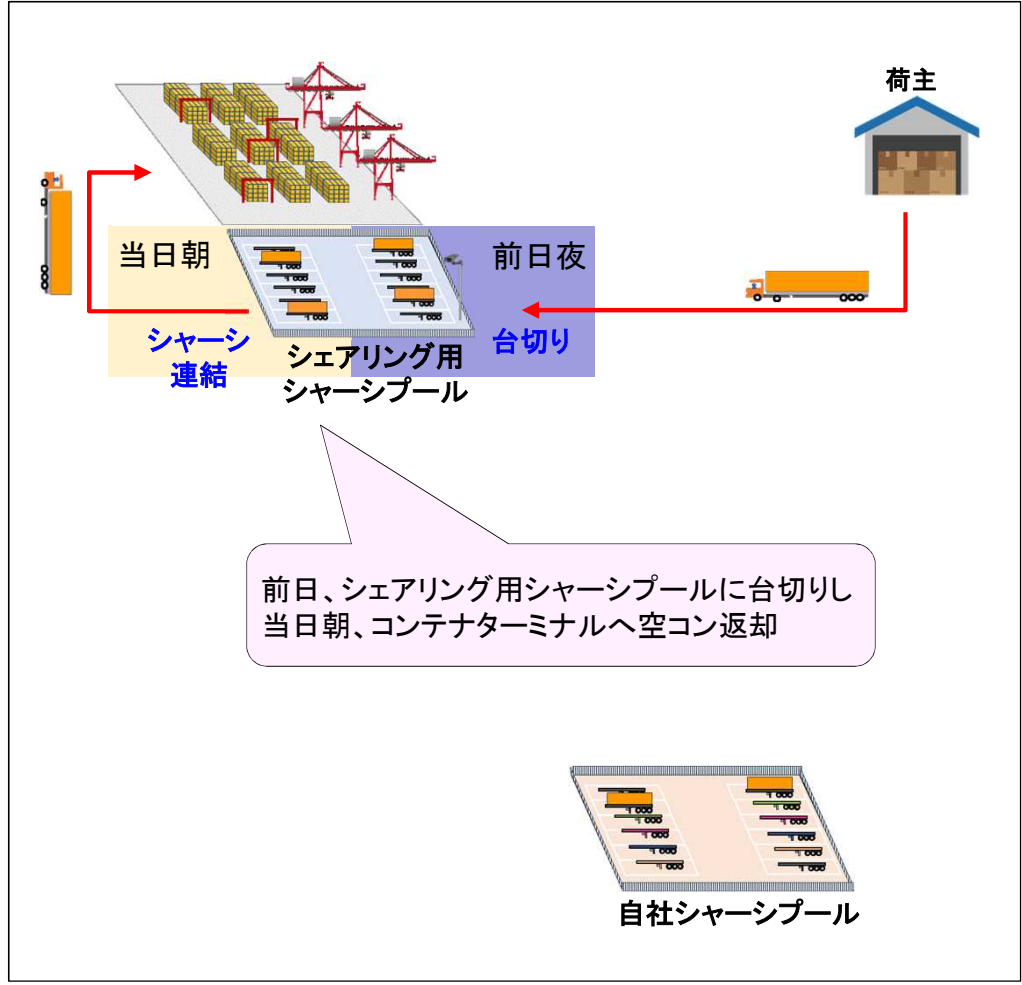 荷主
当日朝
前日夜
シャーシ
連結
台切り
シェアリング用
シャーシプール
前日、シェアリング用シャーシプールに台切りし
当日朝、コンテナターミナルへ空コン返却
自社シャーシプール